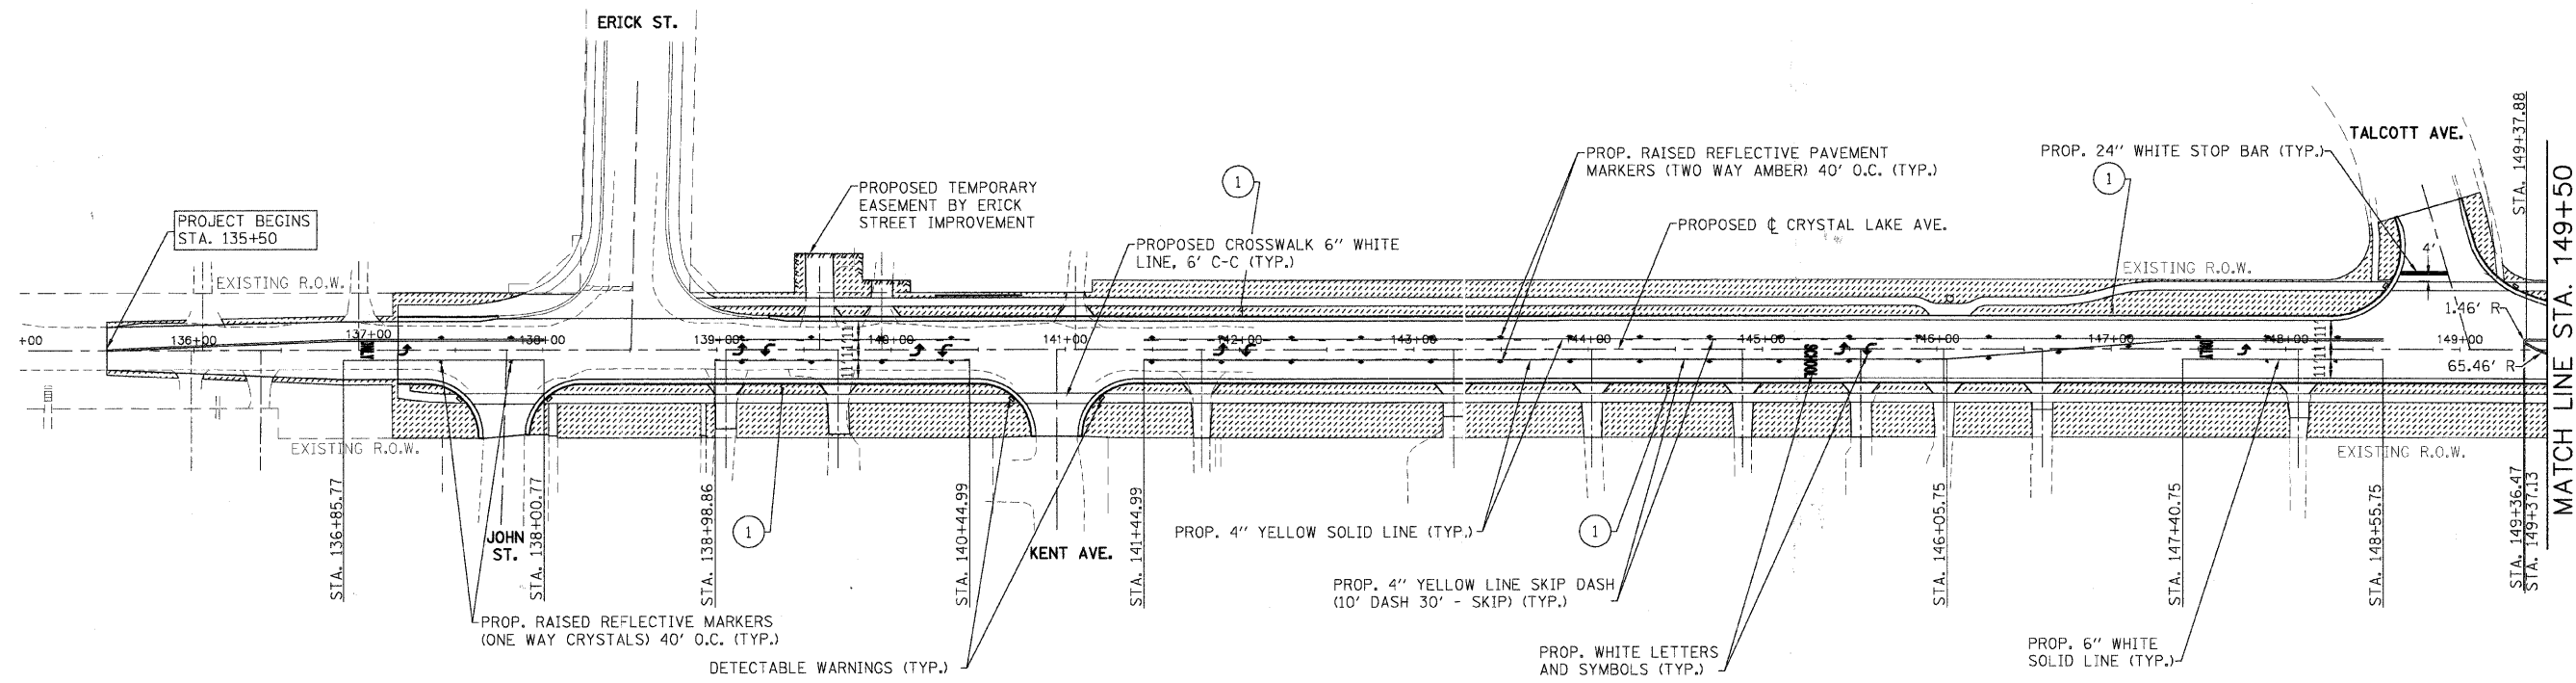 ERICK ST.
TALCOTT AVE.
STA. 149+37.88
MATCH LINE STA. 149+50
PROP. RAISED REFLECTIVE PAVEMENT
MARKERS (TWO WAY AMBER) 40' O.C. (TYP.)
PROP. 24" WHITE STOP BAR (TYP.)
1
1
PROPOSED TEMPORARY
EASEMENT BY ERICK
STREET IMPROVEMENT
PROJECT BEGINS
STA. 135+50
PROPOSED ℄ CRYSTAL LAKE AVE.
PROPOSED CROSSWALK 6" WHITE
LINE, 6' C-C (TYP.)
4'
EXISTING R.O.W.
EXISTING R.O.W.
1.46' R
+00
136+00
137+00
138+00
139+00
140+00
141+00
142+00
143+00
144+00
145+00
146+00
147+00
148+00
149+00
ONLY
SCHOOL
ONLY
11'
11'
11'
11'
11'
11'
65.46' R
EXISTING R.O.W.
EXISTING R.O.W.
STA. 136+85.77
JOHN
ST.
STA. 138+00.77
STA. 138+98.86
1
STA. 140+44.99
KENT AVE.
STA. 141+44.99
PROP. 4" YELLOW SOLID LINE (TYP.)
1
STA. 146+05.75
STA. 147+40.75
STA. 148+55.75
STA. 149+36.47
STA. 149+37.13
PROP. 4" YELLOW LINE SKIP DASH
(10' DASH 30' - SKIP) (TYP.)
PROP. RAISED REFLECTIVE MARKERS
(ONE WAY CRYSTALS) 40' O.C. (TYP.)
DETECTABLE WARNINGS (TYP.)
PROP. WHITE LETTERS
AND SYMBOLS (TYP.)
PROP. 6" WHITE
SOLID LINE (TYP.)